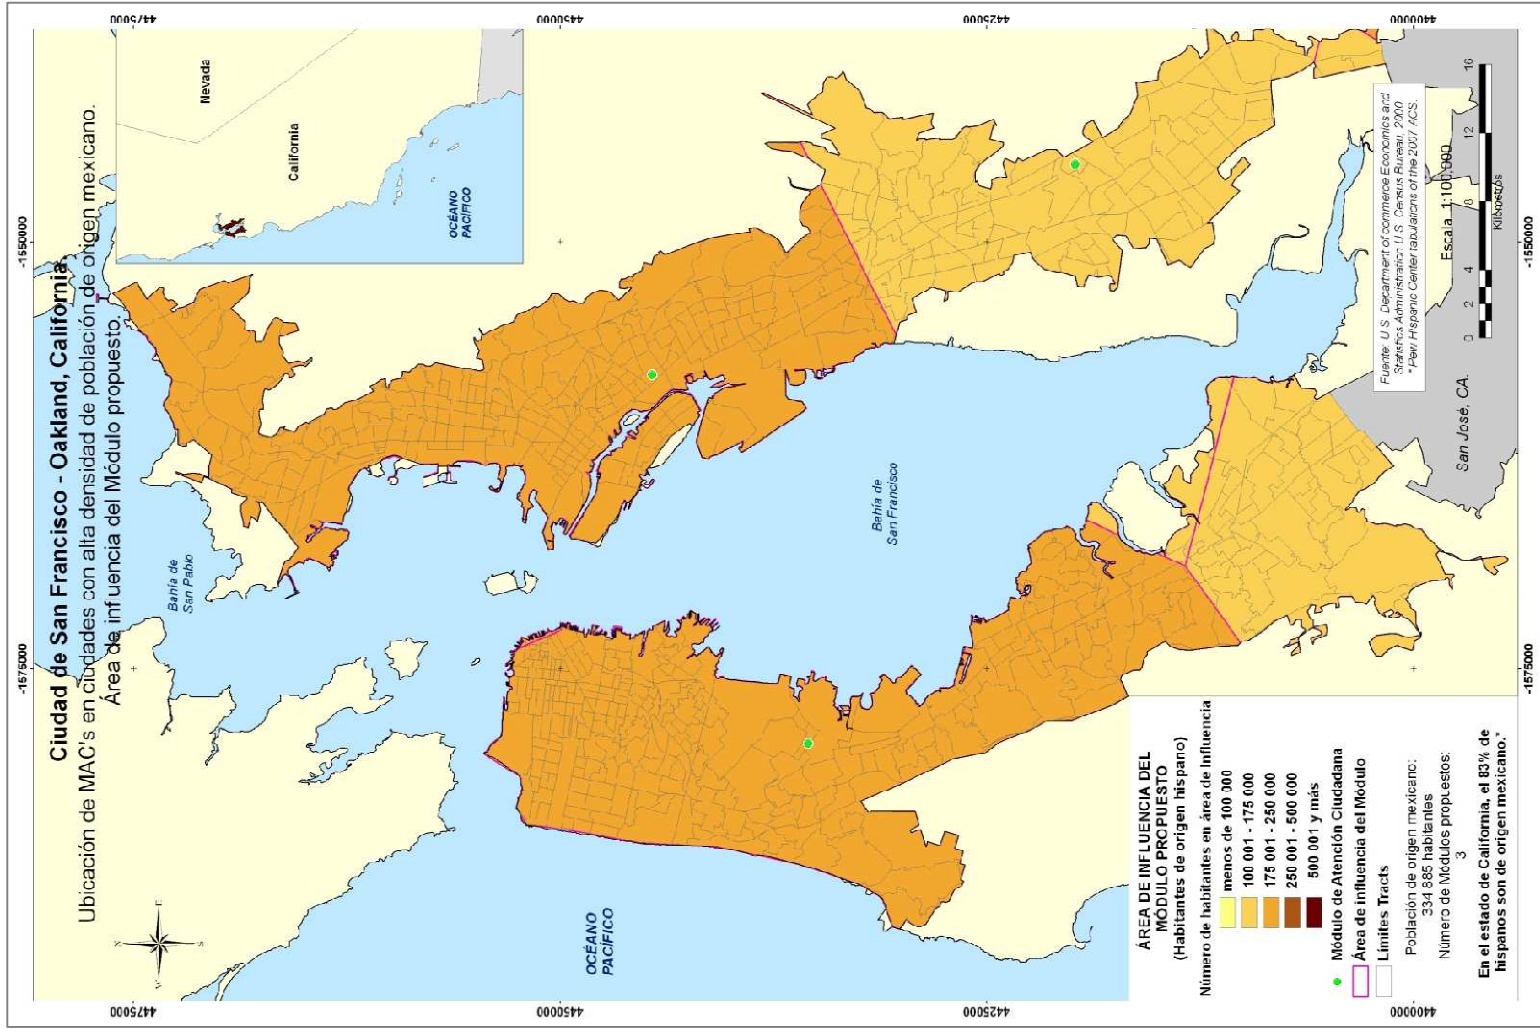 Ciudad de San Francisco - Oakland, California.
Ubicación de MAC's en ciudades con alta densidad de población de origen mexicano.
Área de influencia del Módulo propuesto.
-1575000
-1550000
4475000
4450000
4425000
4400000
4475000
4450000
4425000
4400000
-1575000
-1550000
Nevada
California
OCÉANO
PACÍFICO
Bahía de
San Pablo
Bahía de
San Francisco
OCÉANO
PACÍFICO
San José, CA.
ÁREA DE INFLUENCIA DEL
MÓDULO PROPUESTO
(Habitantes de origen hispano)
Número de habitantes en área de Influencia
menos de 100 000
100 001 - 175 000
175 001 - 250 000
250 001 - 500 000
500 001 y más
Módulo de Atención Ciudadana
Área de influencia del Módulo
Límites Tracts
Población de origen mexicano:
334 885 habitantes
Número de Módulos propuestos:
3
En el estado de California, el 83% de
hispanos son de origen mexicano.*
Fuente: U.S. Department of commerce Economics and
Statistics Administration U.S. Census Bureau, 2000
* Pew Hispanic Center tabulations of the 2007 ACS.
Escala 1:100,000
0 2 4 8 12 16
Kilómetros